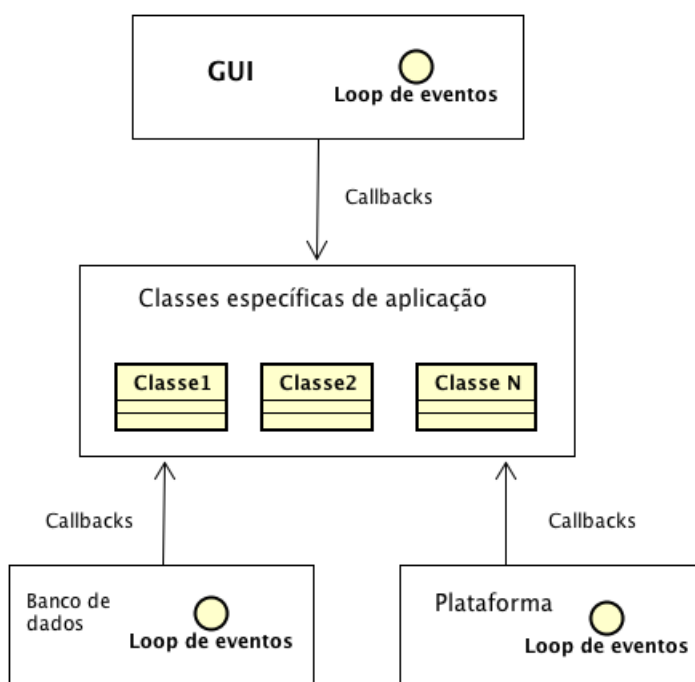 GUI
Loop de eventos
Callbacks
Classes específicas de aplicação
Classe1
Classe2
Classe N
Callbacks
Callbacks
Banco de
dados
Loop de eventos
Plataforma
Loop de eventos